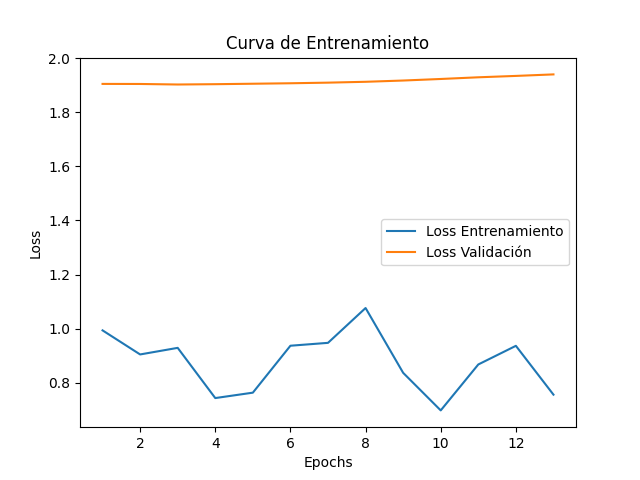 Curva de Entrenamiento
2.0
1.8
1.6
1.4
1.2
1.0
0.8
Loss
Loss Entrenamiento
Loss Validación
2 4 6 8 10 12
Epochs